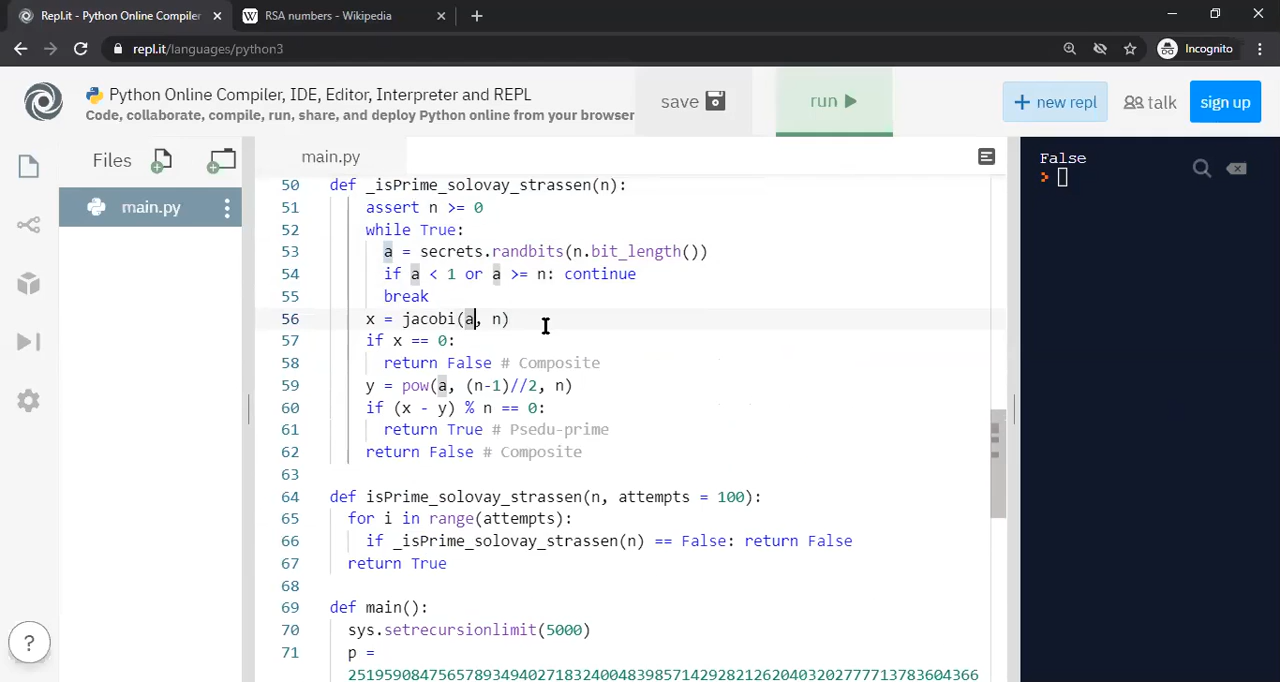 Repl.it - Python Online Compiler
RSA numbers - Wikipedia
repl.it/languages/python3
Incognito
Python Online Compiler, IDE, Editor, Interpreter and REPL
Code, collaborate, compile, run, share, and deploy Python online from your browser
save
run
+ new repl
talk
sign up
Files
main.py
main.py
False
50 def _isPrime_solovay_strassen(n):
51 assert n >= 0
52 while True:
53 a = secrets.randbits(n.bit_length())
54 if a < 1 or a >= n: continue
55 break
56 x = jacobi(a, n)
57 if x == 0:
58 return False # Composite
59 y = pow(a, (n-1)//2, n)
60 if (x - y) % n == 0:
61 return True # Psedu-prime
62 return False # Composite
63
64 def isPrime_solovay_strassen(n, attempts = 100):
65 for i in range(attempts):
66 if _isPrime_solovay_strassen(n) == False: return False
67 return True
68
69 def main():
70 sys.setrecursionlimit(5000)
71 p =
2519590847565789349402718324004839857142928212620403202777713783604366
?